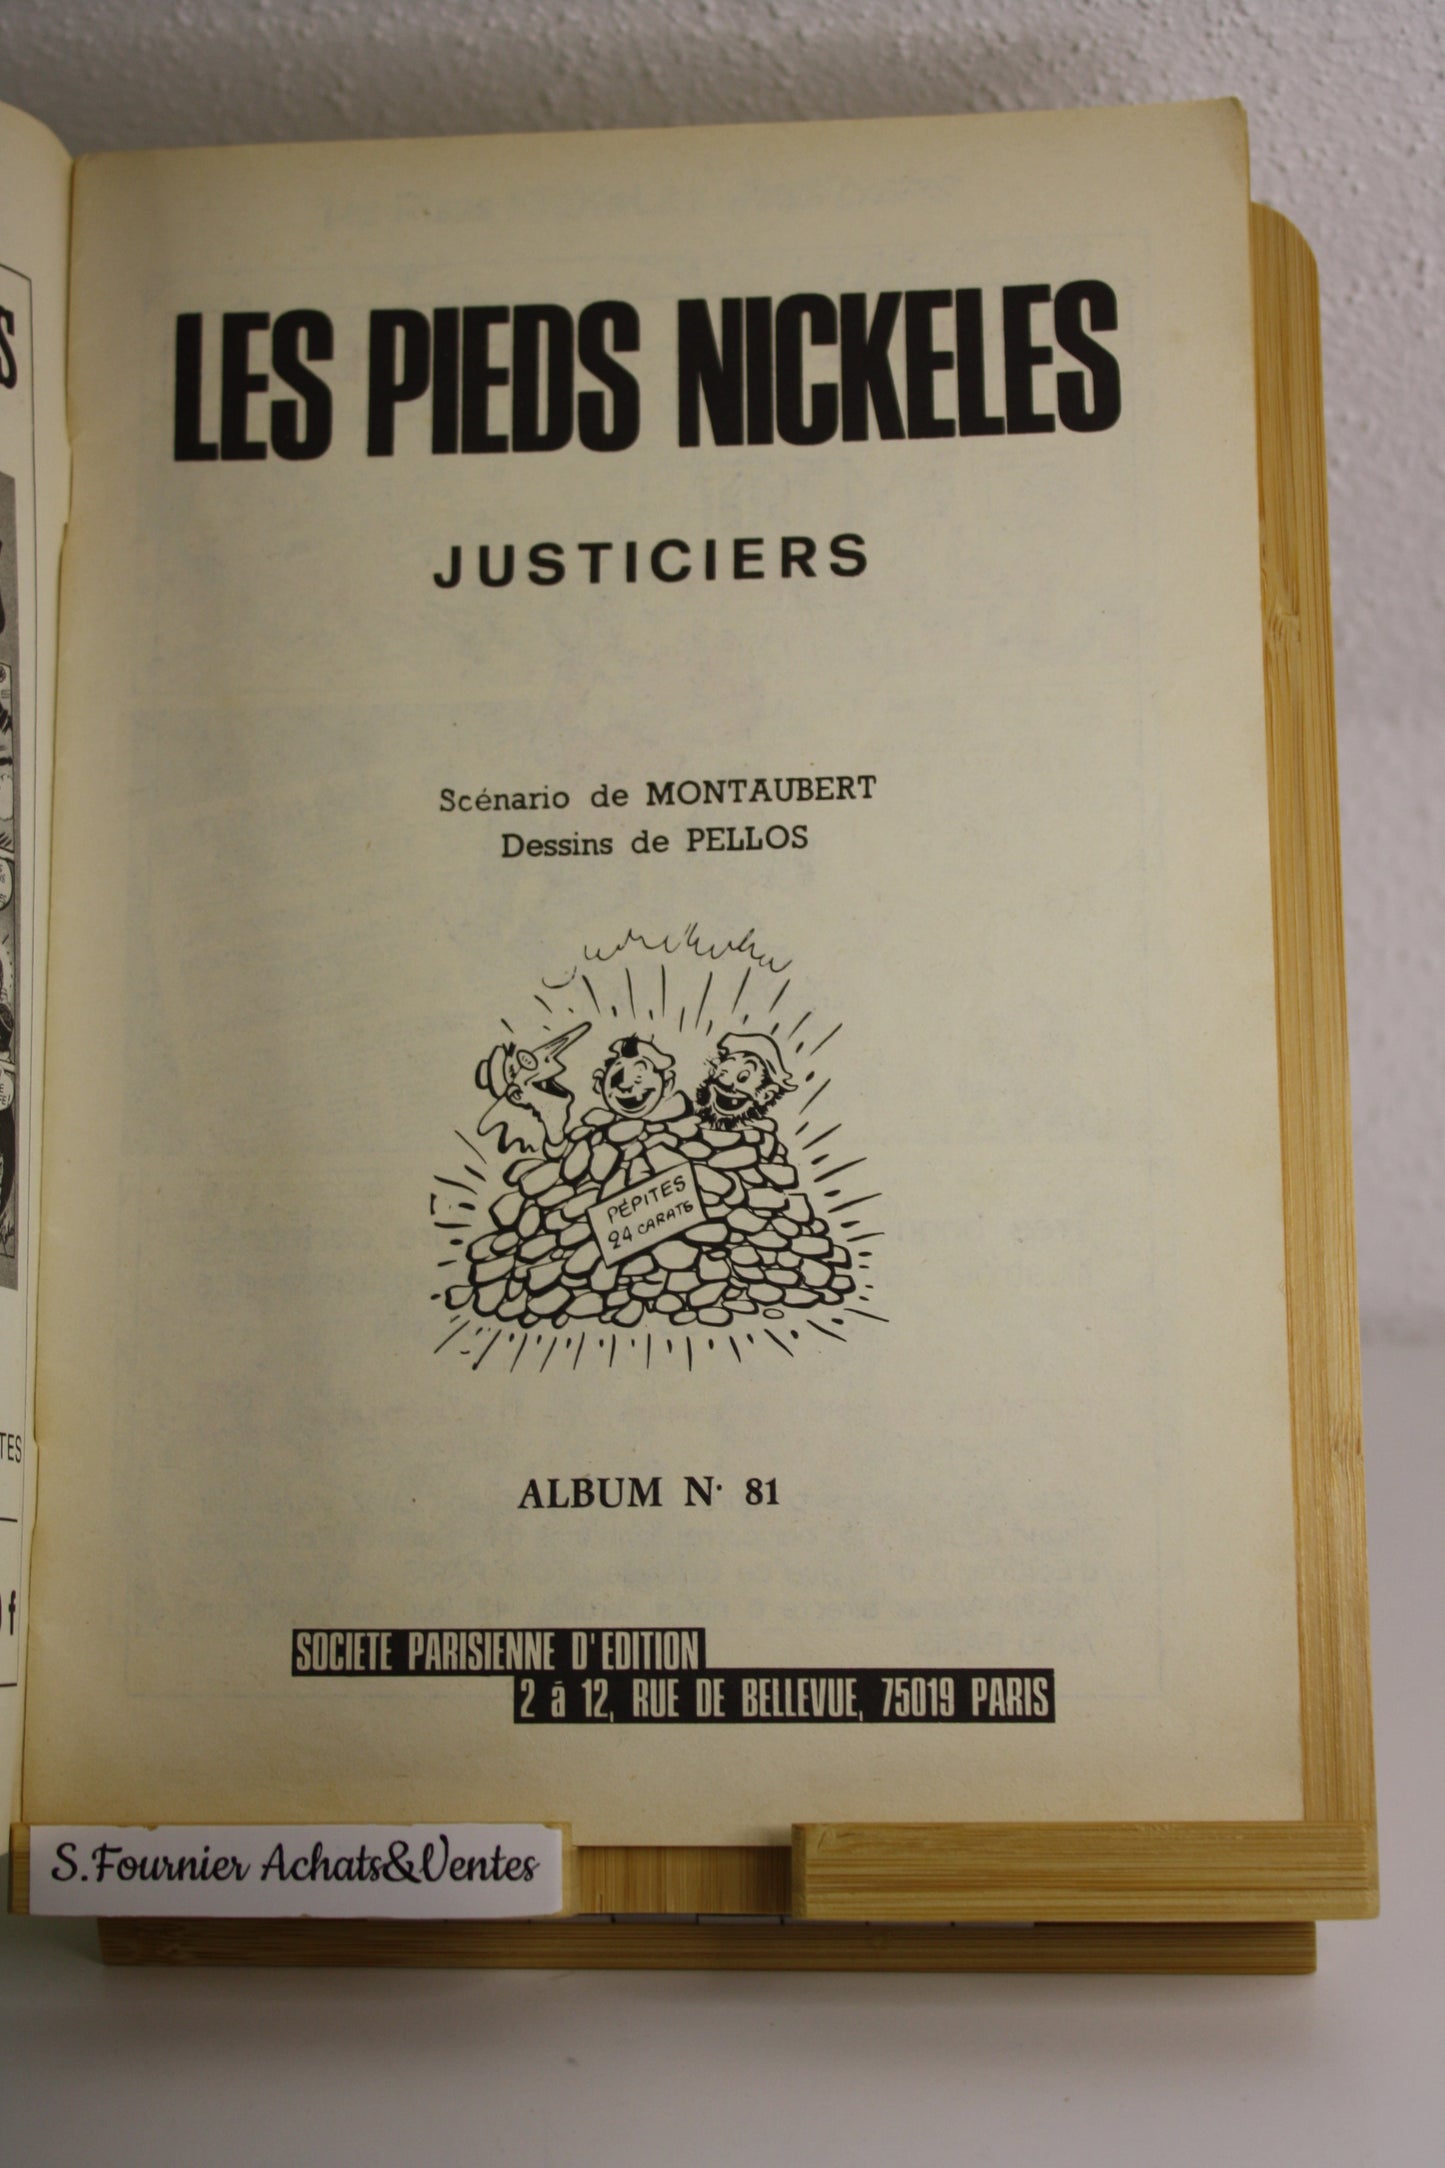 LES PIEDS NICKELES
JUSTICIERS
Scénario de MONTAUBERT
Dessins de PELLOS
PÉPITES
24 CARATS
ALBUM N· 81
SOCIETE PARISIENNE D'EDITION
2 à 12, RUE DE BELLEVUE, 75019 PARIS
S.Fournier Achats&Ventes